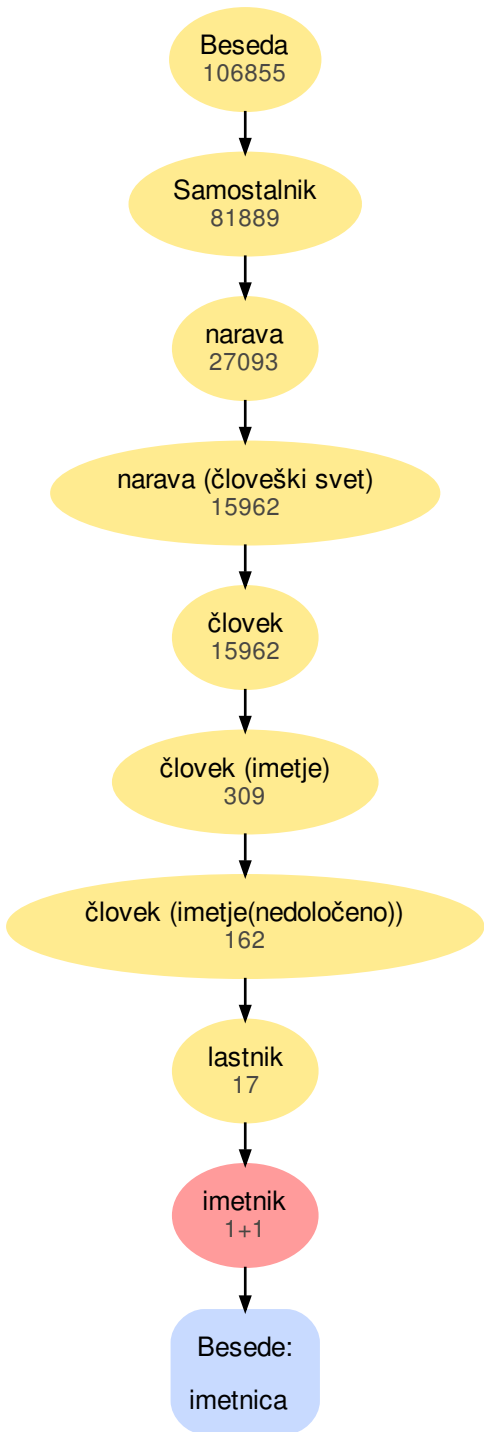 Beseda
106855
Samostalnik
81889
narava
27093
narava (človeški svet)
15962
človek
15962
človek (imetje)
309
človek (imetje(nedoločeno))
162
lastnik
17
imetnik
1+1
Besede:
imetnica